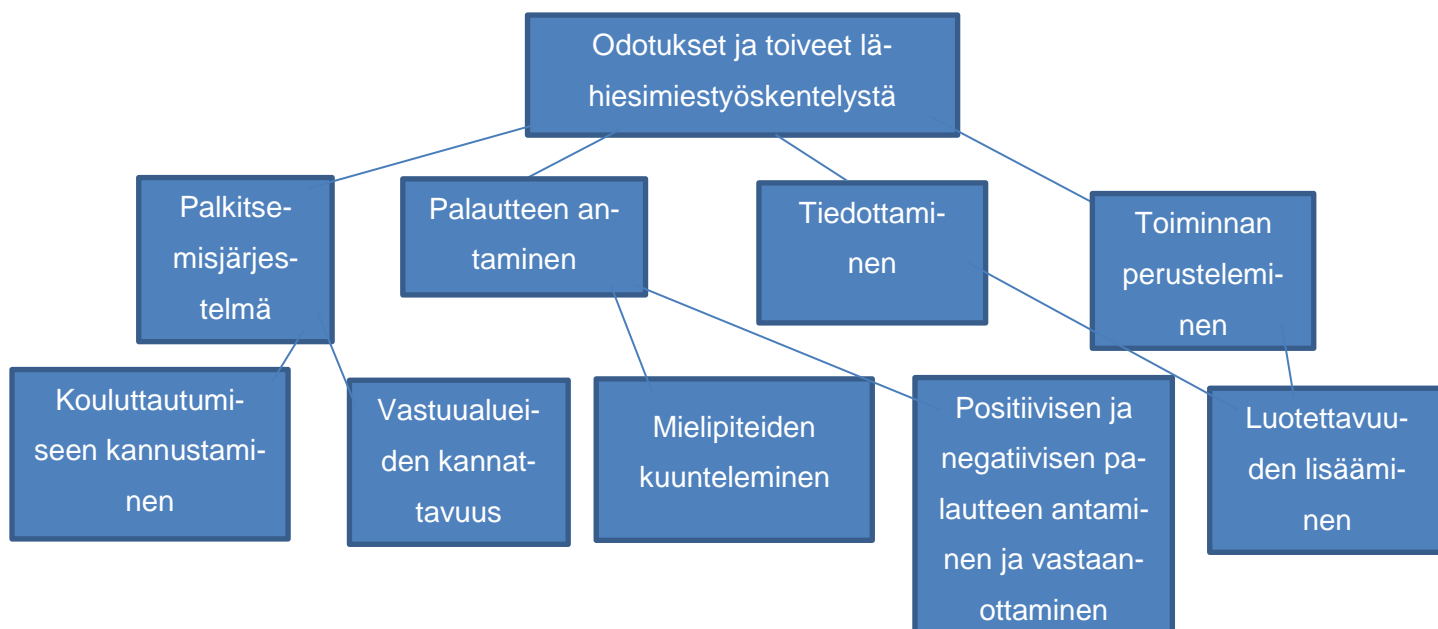 Odotukset ja toiveet lä-
hiesimiestyöskentelystä
Palkitse-
misjärjes-
telmä
Palautteen an-
taminen
Tiedottami-
nen
Toiminnan
perustelemi-
nen
Kouluttautumi-
seen kannustami-
nen
Vastuualuei-
den kannat-
tavuus
Mielipiteiden
kuunteleminen
Positiivisen ja
negatiivisen pa-
lautteen antami-
nen ja vastaan-
ottaminen
Luotettavuu-
den lisäämi-
nen